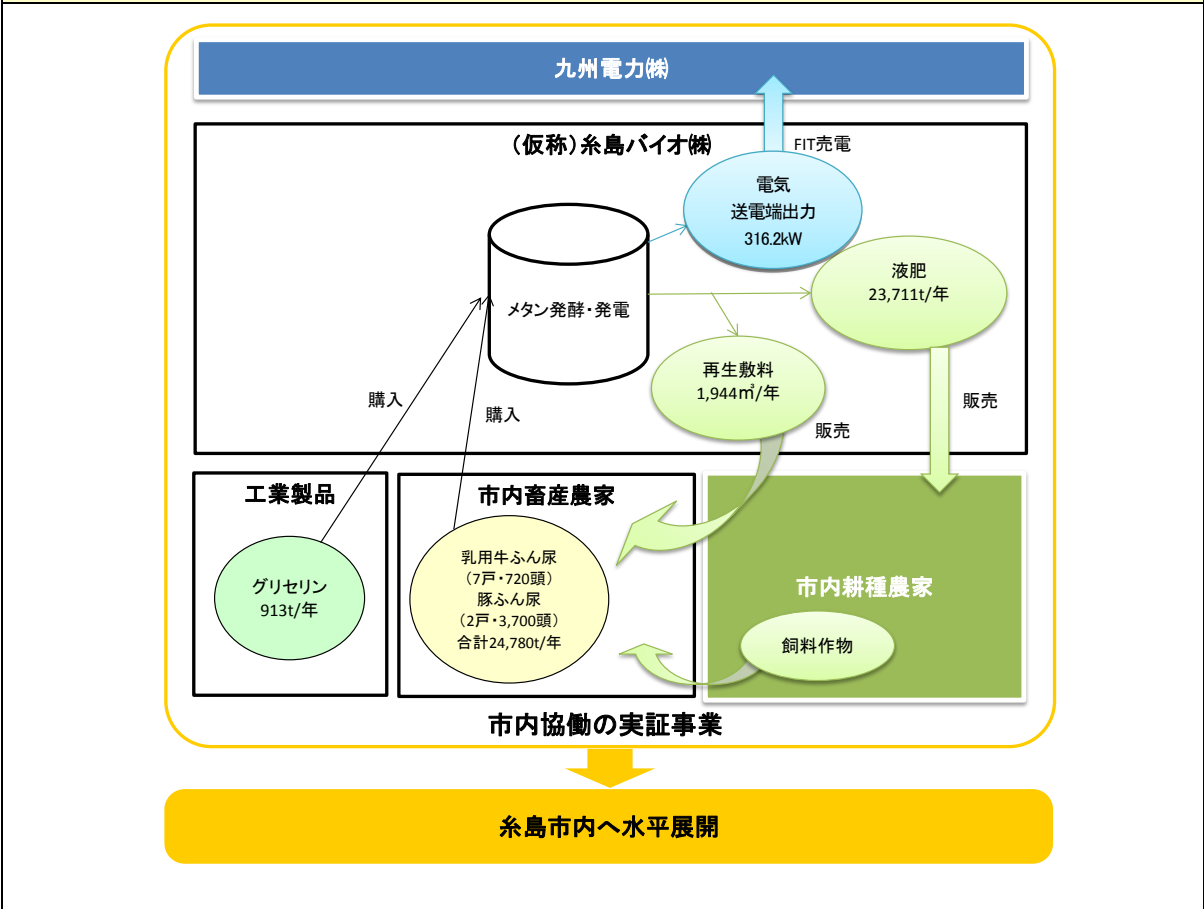 九州電力㈱
(仮称)糸島バイオ㈱
FIT売電
電気
送電端出力
316.2kW
液肥
23,711t/年
メタン発酵・発電
再生敷料
1,944㎥/年
購入
購入
販売
販売
工業製品
グリセリン
913t/年
市内畜産農家
乳用牛ふん尿
(7戸・720頭)
豚ふん尿
(2戸・3,700頭)
合計24,780t/年
市内耕種農家
飼料作物
市内協働の実証事業
糸島市内へ水平展開